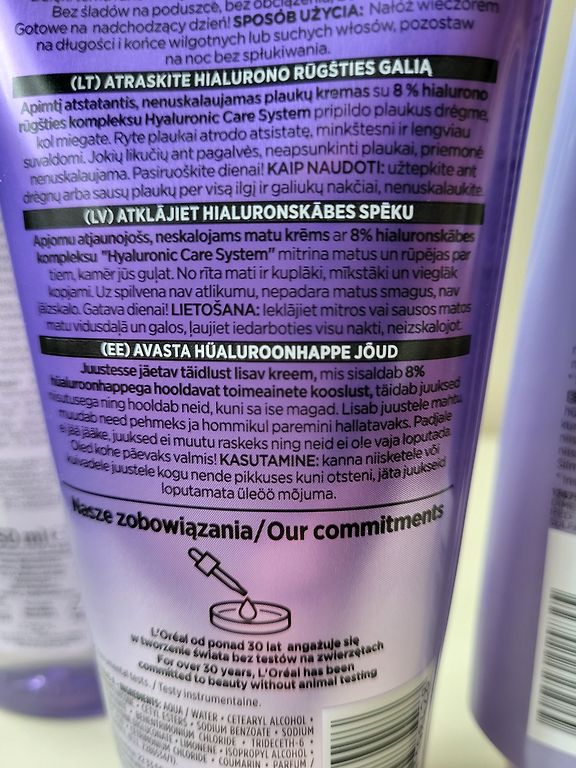 Bez śladów na poduszce, bez obciążenia, bez
Gotowe na nadchodzący dzień! SPOSÓB UŻYCIA: Nałóż wieczorem
na długości i końce wilgotnych lub suchych włosów, pozostaw
na noc bez spłukiwania.
(LT) ATRASKITE HIALURONO RŪGŠTIES GALIĄ
Apimtį atstatantis, nenuskalaujamas plaukų kremas su 8 % hialurono
rūgšties kompleksu Hyaluronic Care System pripildo plaukus drėgme,
kol miegate. Ryte plaukai atrodo atsistatę, minkštesni ir lengviau
suvaldomi. Jokių likučių ant pagalvės, neapsunkinti plaukai, priemonė
nenuskalaujama. Pasiruoškite dienai! KAIP NAUDOTI: užtepkite ant
drėgnų arba sausų plaukų per visą ilgį ir galiukų nakčiai, nenuskalaukite.
(LV) ATKLĀJIET HIALURONSKĀBES SPĒKU
Apjomu atjaunojošs, neskalojams matu krēms ar 8% hialuronskābes
kompleksu "Hyaluronic Care System" mitrina matus un rūpējas par
tiem, kamēr jūs guļat. No rīta mati ir kuplāki, mīkstāki un vieglāk
kopjami. Uz spilvena nav atlikumu, nepadara matus smagus, nav
jāizskalo. Gatava dienai! LIETOŠANA: Ieklājiet mitros vai sausos matos
matu vidusdaļā un galos, ļaujiet iedarboties visu nakti, neizskalojot.
(EE) AVASTA HÜALUROONHAPPE JÕUD
Juustesse jäetav täidlust lisav kreem, mis sisaldab 8%
hüaluroonhappega hooldavat toimeainete kooslust, täidab juuksed
niisutusega ning hooldab neid, kuni sa ise magad. Lisab juustele mahtu,
muudab need pehmeks ja hommikul paremini hallatavaks. Padjale
ei jää jääke, juuksed ei muutu raskeks ning neid ei ole vaja loputada.
Oled kohe päevaks valmis! KASUTAMINE: kanna niisketele või
kuivadele juustele kogu nende pikkuses kuni otsteni, jäta juukseid
loputamata üleöö mõjuma.
Nasze zobowiązania/Our commitments
L'Oréal od ponad 30 lat angażuje się
w tworzenie świata bez testów na zwierzętach
For over 30 years, L'Oréal has been
committed to beauty without animal testing
tests. / Testy instrumentalne.
INGREDIENTS: AQUA / WATER • CETEARYL ALCOHOL •
CETYL ESTERS • SODIUM BENZOATE • SODIUM
BEHENTRIMONIUM CHLORIDE • TRIDECETH-6 •
LIMONENE • ISOPROPYL ALCOHOL •
CHLORIDE • COUMARIN • PARFUM /